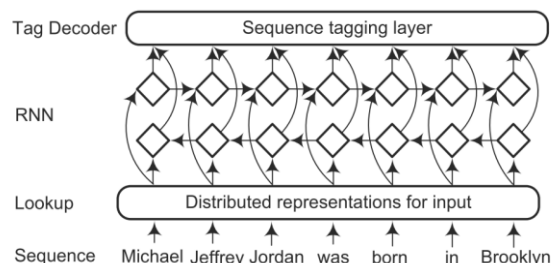 Tag Decoder Sequence tagging layer
RNN
Lookup Distributed representations for input
Sequence Michael Jeffrey Jordan was born in Brooklyn